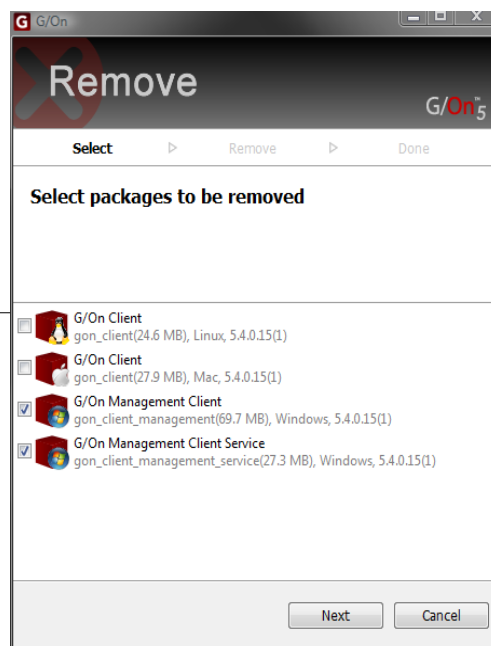 G G/On
Remove
G/On™5
Select Remove Done
Select packages to be removed
G/On Client
gon_client(24.6 MB), Linux, 5.4.0.15(1)
G/On Client
gon_client(27.9 MB), Mac, 5.4.0.15(1)
G/On Management Client
gon_client_management(69.7 MB), Windows, 5.4.0.15(1)
G/On Management Client Service
gon_client_management_service(27.3 MB), Windows, 5.4.0.15(1)
Next Cancel